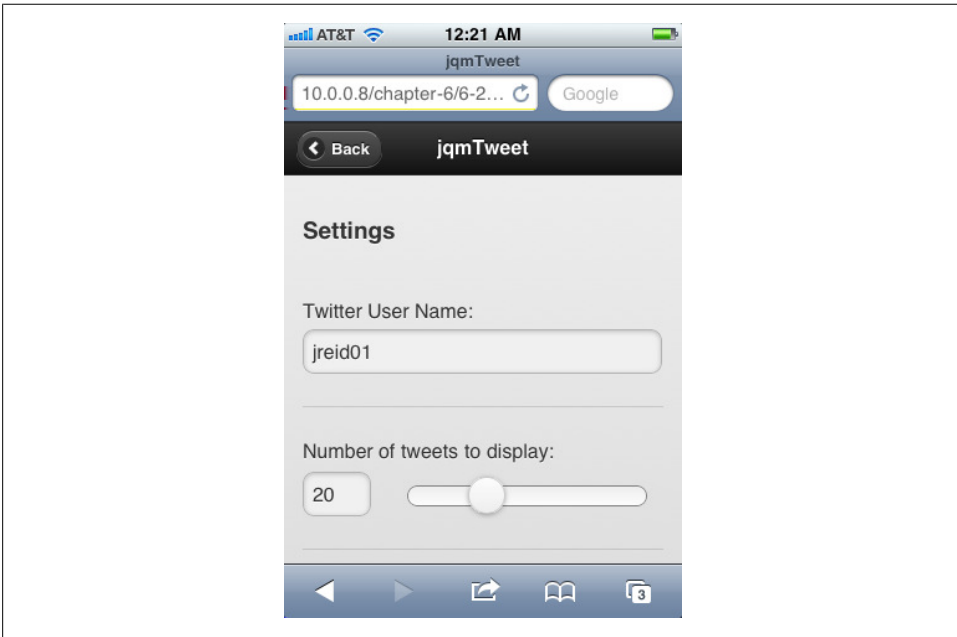 AT&T 12:21 AM
jqmTweet
10.0.0.8/chapter-6/6-2... Google
Back jqmTweet
Settings
Twitter User Name:
jreid01
Number of tweets to display:
20
3